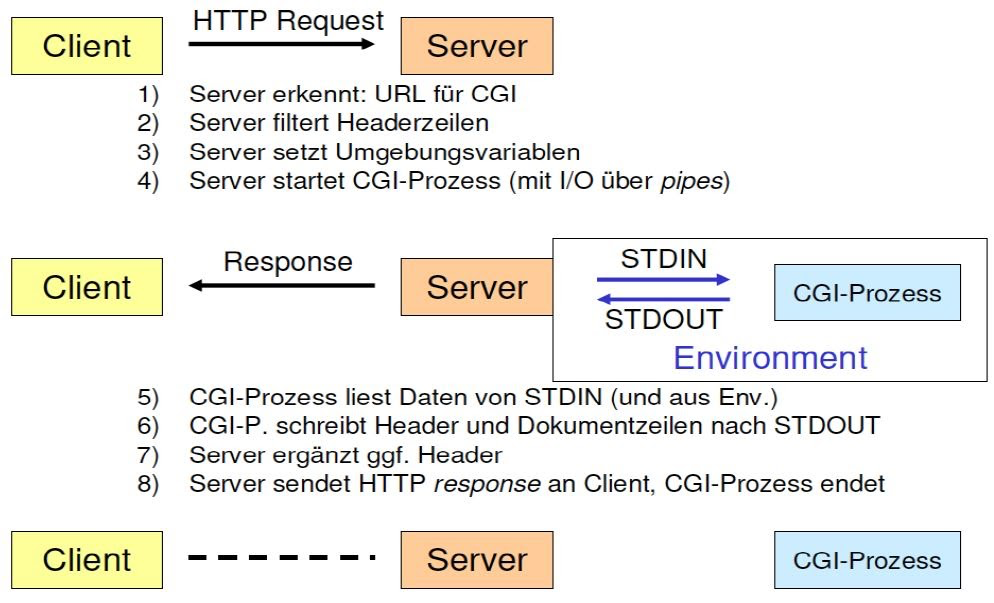 HTTP Request
Client
Server
1) Server erkennt: URL für CGI
2) Server filtert Headerzeilen
3) Server setzt Umgebungsvariablen
4) Server startet CGI-Prozess (mit I/O über pipes)
Client
Response
Server
STDIN
STDOUT
CGI-Prozess
Environment
5) CGI-Prozess liest Daten von STDIN (und aus Env.)
6) CGI-P. schreibt Header und Dokumentzeilen nach STDOUT
7) Server ergänzt ggf. Header
8) Server sendet HTTP response an Client, CGI-Prozess endet
Client
Server
CGI-Prozess